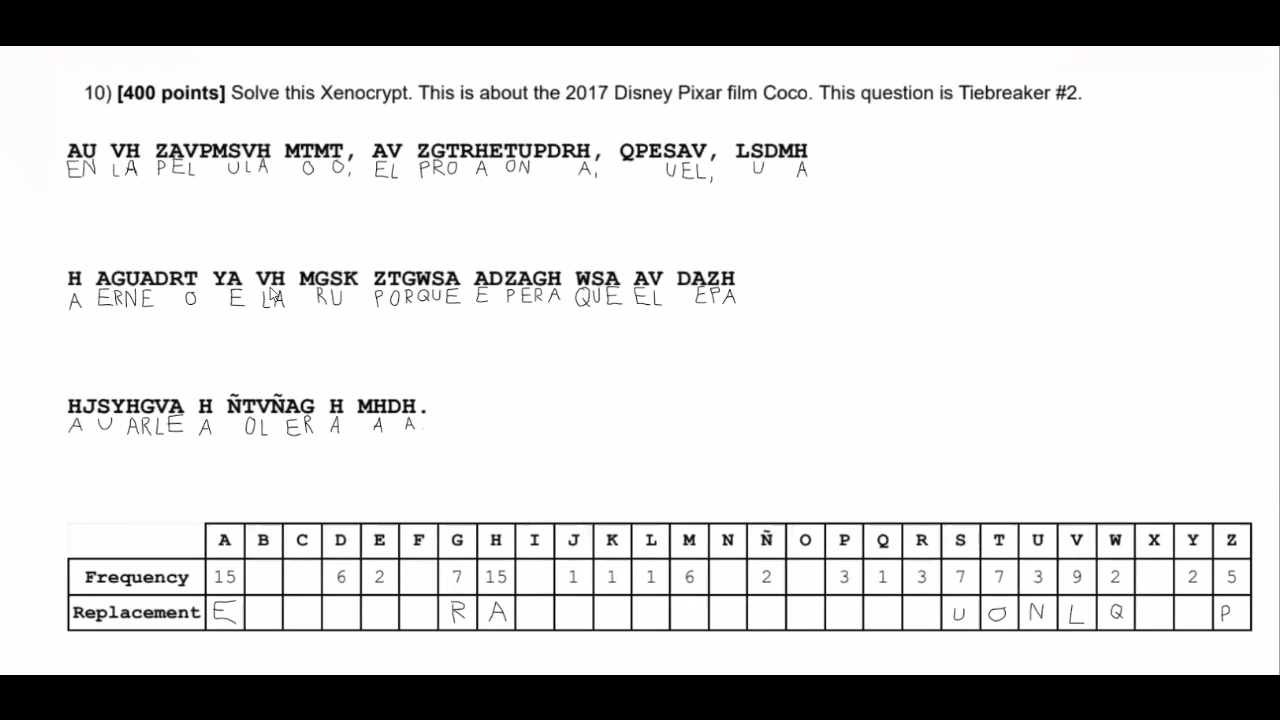 10) [400 points] Solve this Xenocrypt. This is about the 2017 Disney Pixar film Coco. This question is Tiebreaker #2.
AU VH ZAVPMSVH MTMT, AV ZGTRHETUPDRH, QPESAV, LSDMH
EN LA PEL ULA O O, EL PRO A ON A, UEL, U A
H AGUADRT YA VH MGSK ZTGWSA ADZAGH WSA AV DAZH
A ERNE O E LA RU PORQUE E PERA QUE EL EPA
HJSYHGVA H ÑTVÑAG H MHDH.
A U ARLE A OL ER A A A.
A B C D E F G H I J K L M N Ñ O P Q R S T U V W X Y Z
Frequency 15 6 2 7 15 1 1 1 6 2 3 1 3 7 7 3 9 2 2 5
Replacement E R A U O N L Q P